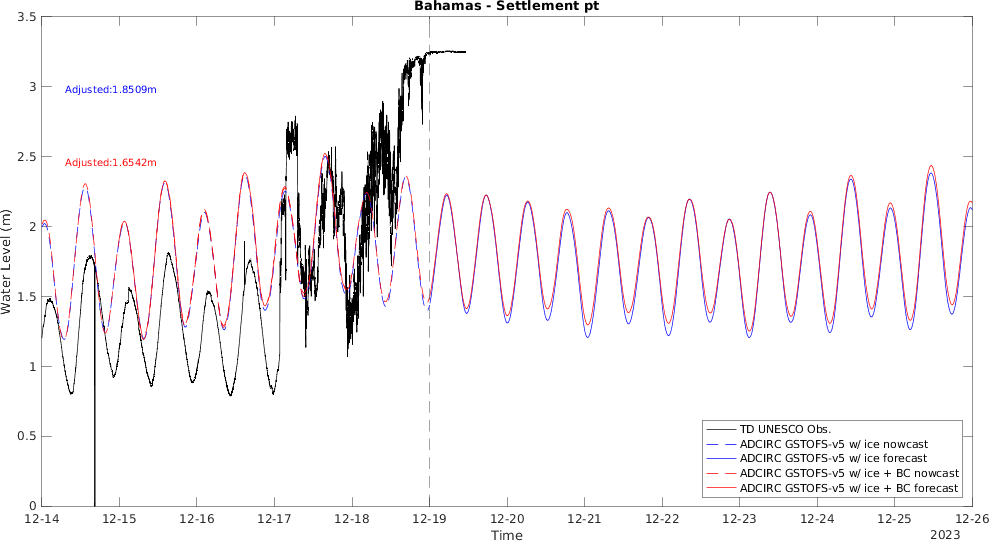 Bahamas - Settlement pt
3.5
3
2.5
2
1.5
1
0.5
0
Water Level (m)
Adjusted:1.8509m
Adjusted:1.6542m
TD UNESCO Obs.
ADCIRC GSTOFS-v5 w/ ice nowcast
ADCIRC GSTOFS-v5 w/ ice forecast
ADCIRC GSTOFS-v5 w/ ice + BC nowcast
ADCIRC GSTOFS-v5 w/ ice + BC forecast
12-14 12-15 12-16 12-17 12-18 12-19 12-20 12-21 12-22 12-23 12-24 12-25 12-26
Time
2023